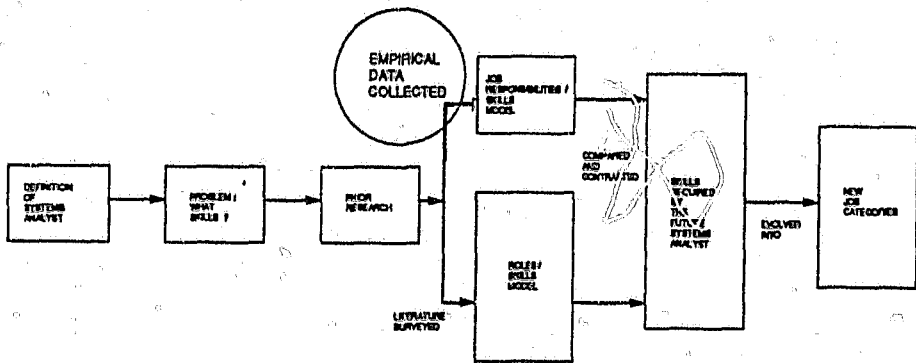 EMPIRICAL
DATA
COLLECTED
JOB
RESPONSIBILITIES /
SKILLS
MODEL
DEFINITION
OF
SYSTEMS
ANALYST
PROBLEM:
WHAT
SKILLS ?
PRIOR
RESEARCH
LITERATURE
SURVEYED
ROLES /
SKILLS
MODEL
COMPARED
AND
CONTRASTED
SKILLS
REQUIRED
BY
THE
FUTURE
SYSTEMS
ANALYST
EVOLVED
INTO
NEW
JOB
CATEGORIES